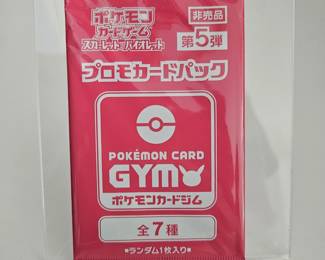 ポケモン
カードゲーム
スカーレット&バイオレット
非売品
第5弾
プロモカードパック
POKÉMON CARD
GYM
ポケモンカードジム
全7種
■ランダム1枚入り■